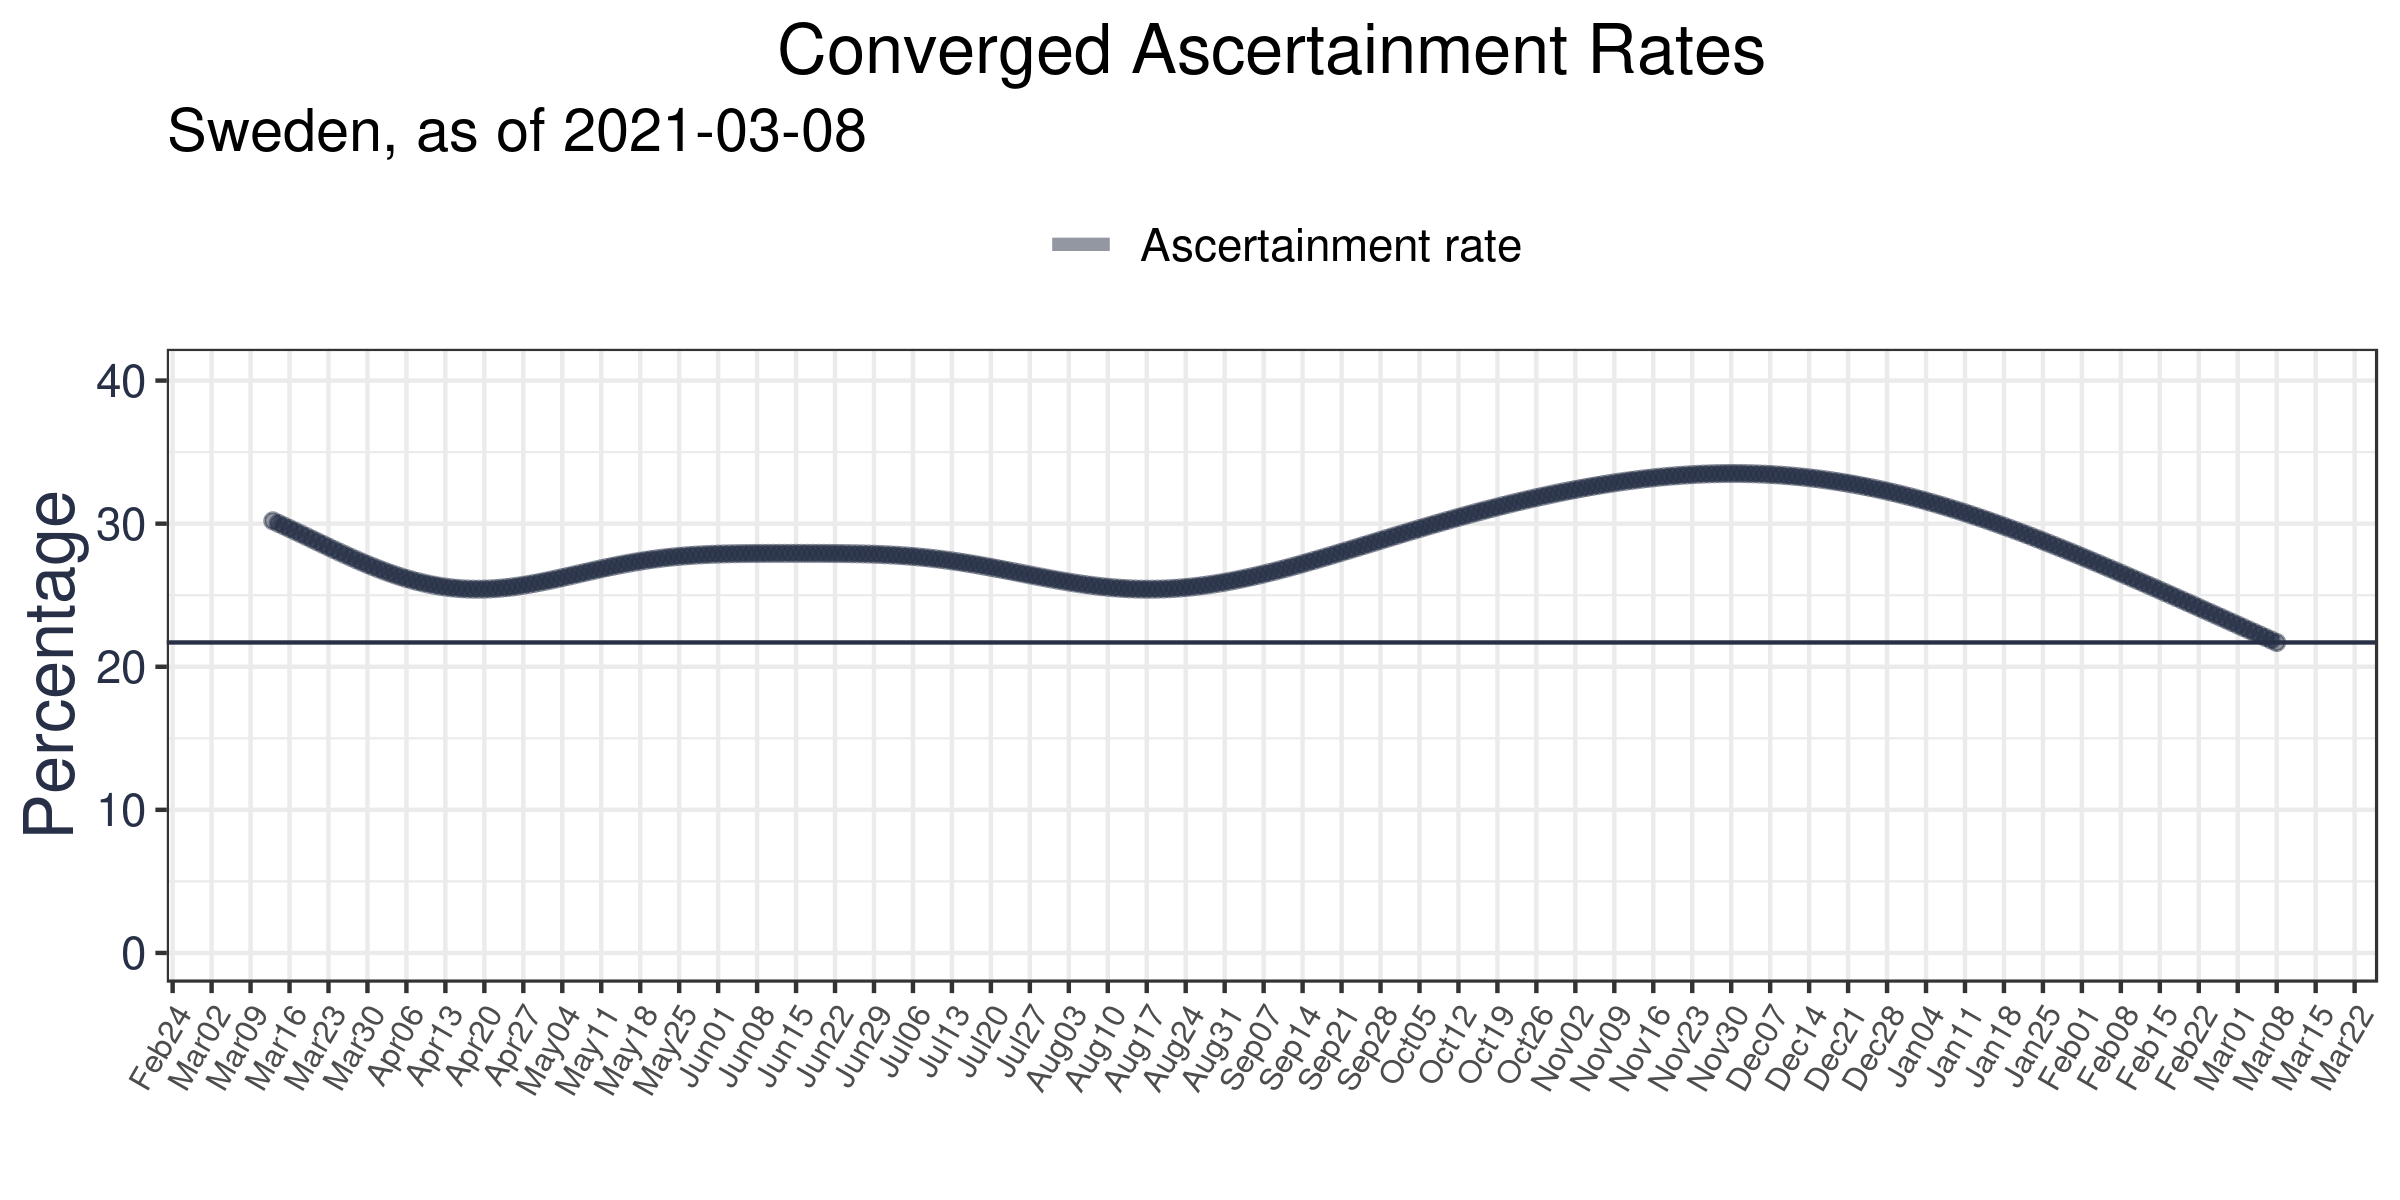 Converged Ascertainment Rates
Sweden, as of 2021-03-08
Ascertainment rate
Percentage
40
30
20
10
0
Feb24 Mar02 Mar09 Mar16 Mar23 Mar30 Apr06 Apr13 Apr20 Apr27 May04 May11 May18 May25 Jun01 Jun08 Jun15 Jun22 Jun29 Jul06 Jul13 Jul20 Jul27 Aug03 Aug10 Aug17 Aug24 Aug31 Sep07 Sep14 Sep21 Sep28 Oct05 Oct12 Oct19 Oct26 Nov02 Nov09 Nov16 Nov23 Nov30 Dec07 Dec14 Dec21 Dec28 Jan04 Jan11 Jan18 Jan25 Feb01 Feb08 Feb15 Feb22 Mar01 Mar08 Mar15 Mar22